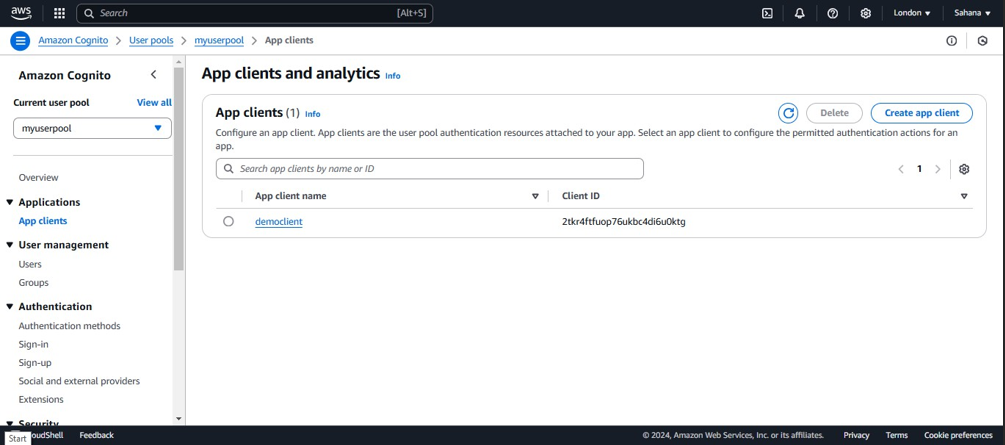 aws Search [Alt+S] London ▼ Sahana ▼
Amazon Cognito > User pools > myuserpool > App clients
Amazon Cognito
Current user pool View all
myuserpool
Overview
Applications
App clients
User management
Users
Groups
Authentication
Authentication methods
Sign-in
Sign-up
Social and external providers
Extensions
Security
App clients and analytics Info
App clients (1) Info
Delete
Create app client
Configure an app client. App clients are the user pool authentication resources attached to your app. Select an app client to configure the permitted authentication actions for an
app.
Search app clients by name or ID
< 1 >
App client name Client ID
democlient 2tkr4ftfuop76ukbc4di6u0ktg
Start
oudShell Feedback © 2024, Amazon Web Services, Inc. or its affiliates. Privacy Terms Cookie preferences